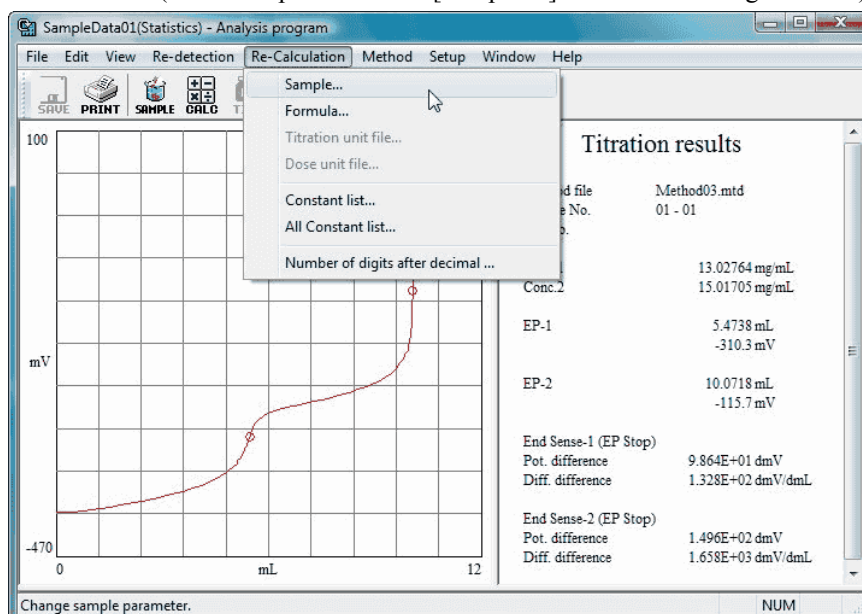 SampleData01(Statistics) - Analysis program
File Edit View Re-detection Re-Calculation Method Setup Window Help
SAVE PRINT SAMPLE CALC
Sample...
Formula...
Titration unit file...
Dose unit file...
Constant list...
All Constant list...
Number of digits after decimal ...
100
mV
-470
0 mL 12
Titration results
file Method03.mtd
No. 01 - 01
13.02764 mg/mL
Conc.2 15.01705 mg/mL
EP-1 5.4738 mL
-310.3 mV
EP-2 10.0718 mL
-115.7 mV
End Sense-1 (EP Stop)
Pot. difference 9.864E+01 dmV
Diff. difference 1.328E+02 dmV/dmL
End Sense-2 (EP Stop)
Pot. difference 1.496E+02 dmV
Diff. difference 1.658E+03 dmV/dmL
Change sample parameter. NUM